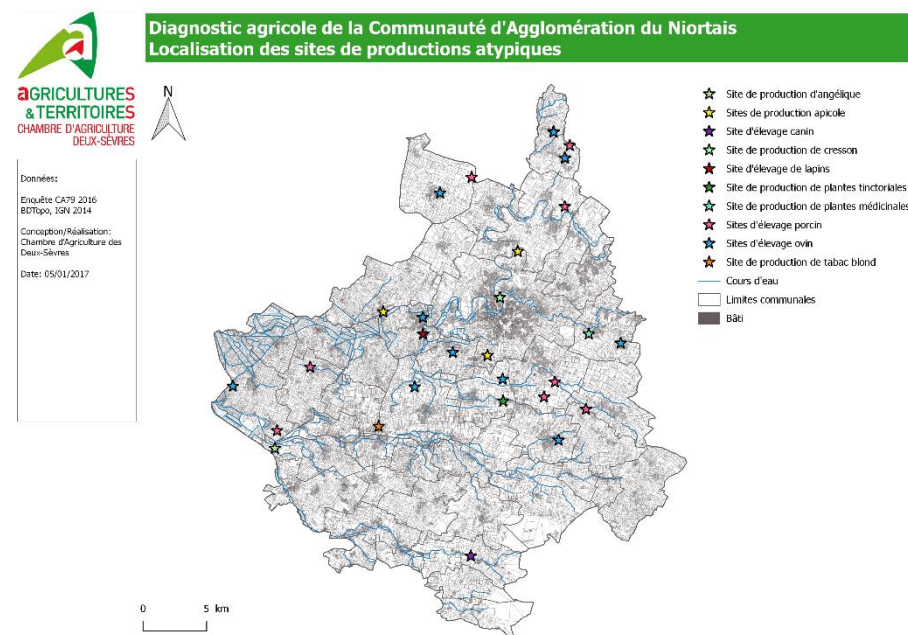 Diagnostic agricole de la Communauté d'Agglomération du Niortais
Localisation des sites de productions atypiques
aGRICULTURES
& TERRITOIRES
CHAMBRE D'AGRICULTURE
DEUX-SÈVRES
N
Données:
Enquête CA79 2016
BDTopo, IGN 2014
Conception/Réalisation:
Chambre d'Agriculture des
Deux-Sèvres
Date: 05/01/2017
Site de production d'angélique
Sites de production apicole
Site d'élevage canin
Site de production de cresson
Site d'élevage de lapins
Site de production de plantes tinctoriales
Site de production de plantes médicinales
Sites d'élevage porcin
Sites d'élevage ovin
Site de production de tabac blond
Cours d'eau
Limites communales
Bâti
0 5 km